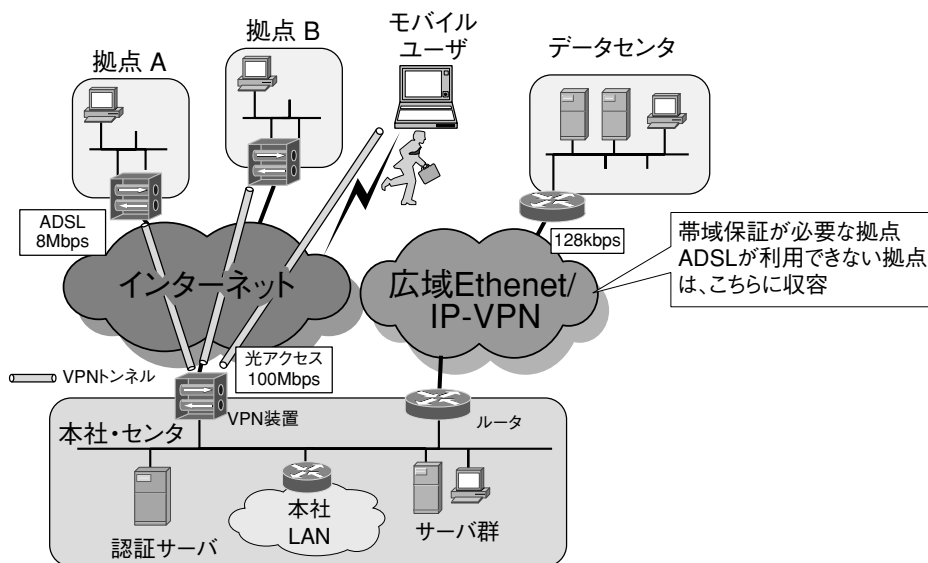 拠点 A
拠点 B
モバイル
ユーザ
データセンタ
ADSL
8Mbps
128kbps
帯域保証が必要な拠点
ADSLが利用できない拠点
は、こちらに収容
インターネット
広域Ethenet/
IP-VPN
光アクセス
100Mbps
VPNトンネル
VPN装置
ルータ
本社・センタ
本社
LAN
認証サーバ
サーバ群